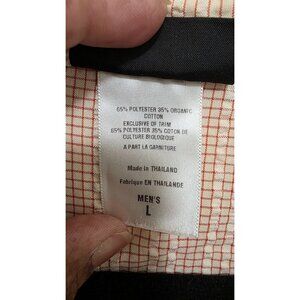 65% POLYESTER 35% ORGANIC
COTTON
EXCLUSIVE OF TRIM
65% POLYESTER 35% COTON DE
CULTURE BIOLOGIQUE
A PART LA GARNITURE
Made in THAILAND
Fabriqué EN THAILANDE
MEN'S
L